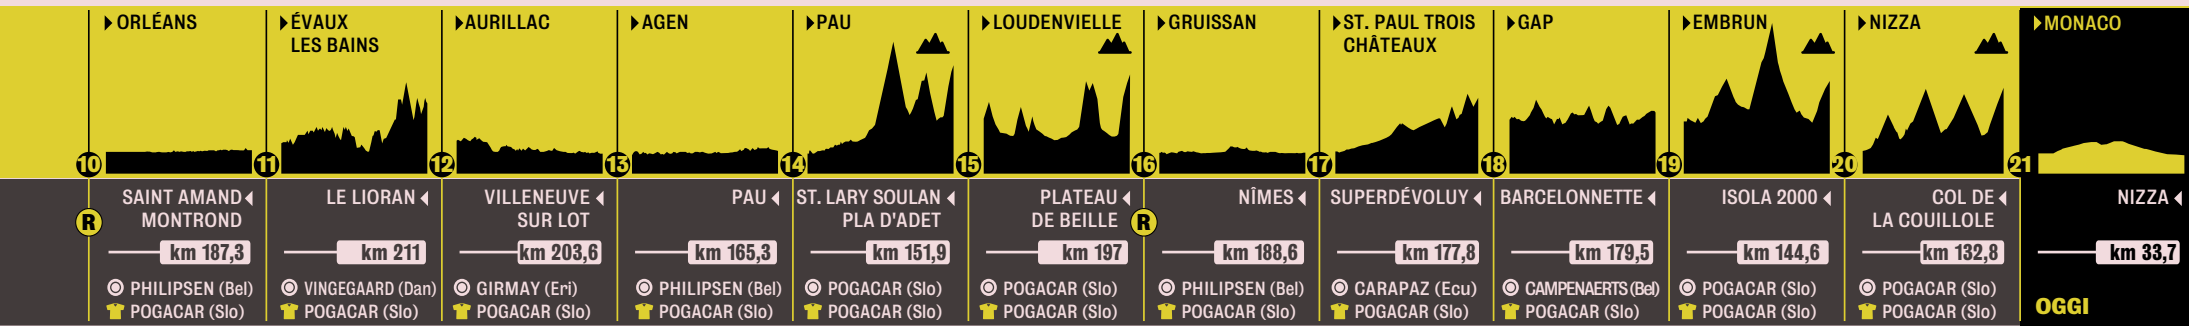 ORLÉANS
10
SAINT AMAND
MONTROND
R
km 187,3
PHILIPSEN (Bel)
POGACAR (Slo)
ÉVAUX
LES BAINS
11
LE LIORAN
km 211
VINGEGAARD (Dan)
POGACAR (Slo)
AURILLAC
12
VILLENEUVE
SUR LOT
km 203,6
GIRMAY (Eri)
POGACAR (Slo)
AGEN
13
PAU
km 165,3
PHILIPSEN (Bel)
POGACAR (Slo)
PAU
14
ST. LARY SOULAN
PLA D'ADET
km 151,9
POGACAR (Slo)
POGACAR (Slo)
LOUDENVIELLE
15
PLATEAU
DE BEILLE
km 197
POGACAR (Slo)
POGACAR (Slo)
GRUISSAN
16
R
NÎMES
km 188,6
PHILIPSEN (Bel)
POGACAR (Slo)
ST. PAUL TROIS
CHÂTEAUX
17
SUPERDÉVOLUY
km 177,8
CARAPAZ (Ecu)
POGACAR (Slo)
GAP
18
BARCELONNETTE
km 179,5
CAMPENAERTS (Bel)
POGACAR (Slo)
EMBRUN
19
ISOLA 2000
km 144,6
POGACAR (Slo)
POGACAR (Slo)
NIZZA
20
COL DE
LA COUILLOLE
km 132,8
POGACAR (Slo)
POGACAR (Slo)
MONACO
21
NIZZA
km 33,7
OGGI